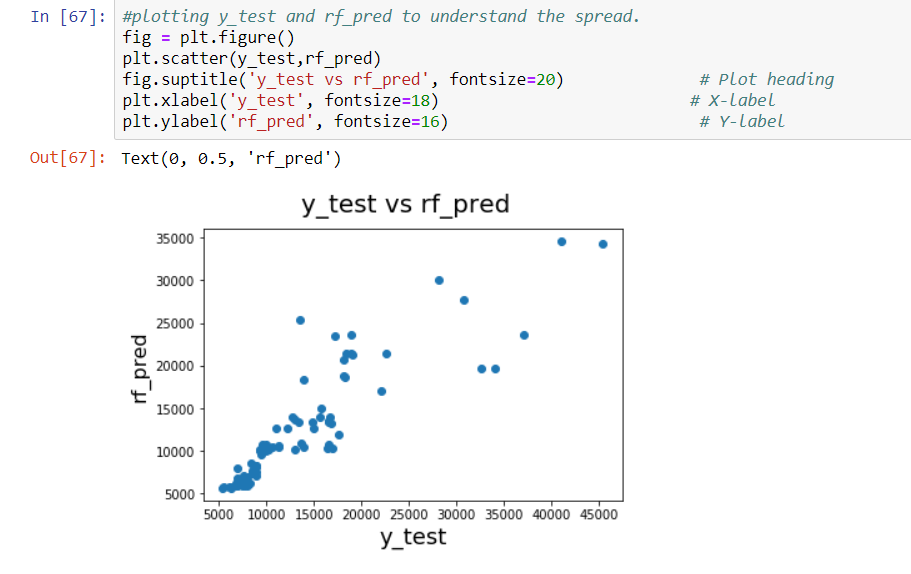 In [67]: #plotting y_test and rf_pred to understand the spread.
fig = plt.figure()
plt.scatter(y_test,rf_pred)
fig.suptitle('y_test vs rf_pred', fontsize=20) # Plot heading
plt.xlabel('y_test', fontsize=18) # X-label
plt.ylabel('rf_pred', fontsize=16) # Y-label
Out[67]: Text(0, 0.5, 'rf_pred')
y_test vs rf_pred
35000
30000
25000
20000
15000
10000
5000
rf_pred
5000 10000 15000 20000 25000 30000 35000 40000 45000
y_test